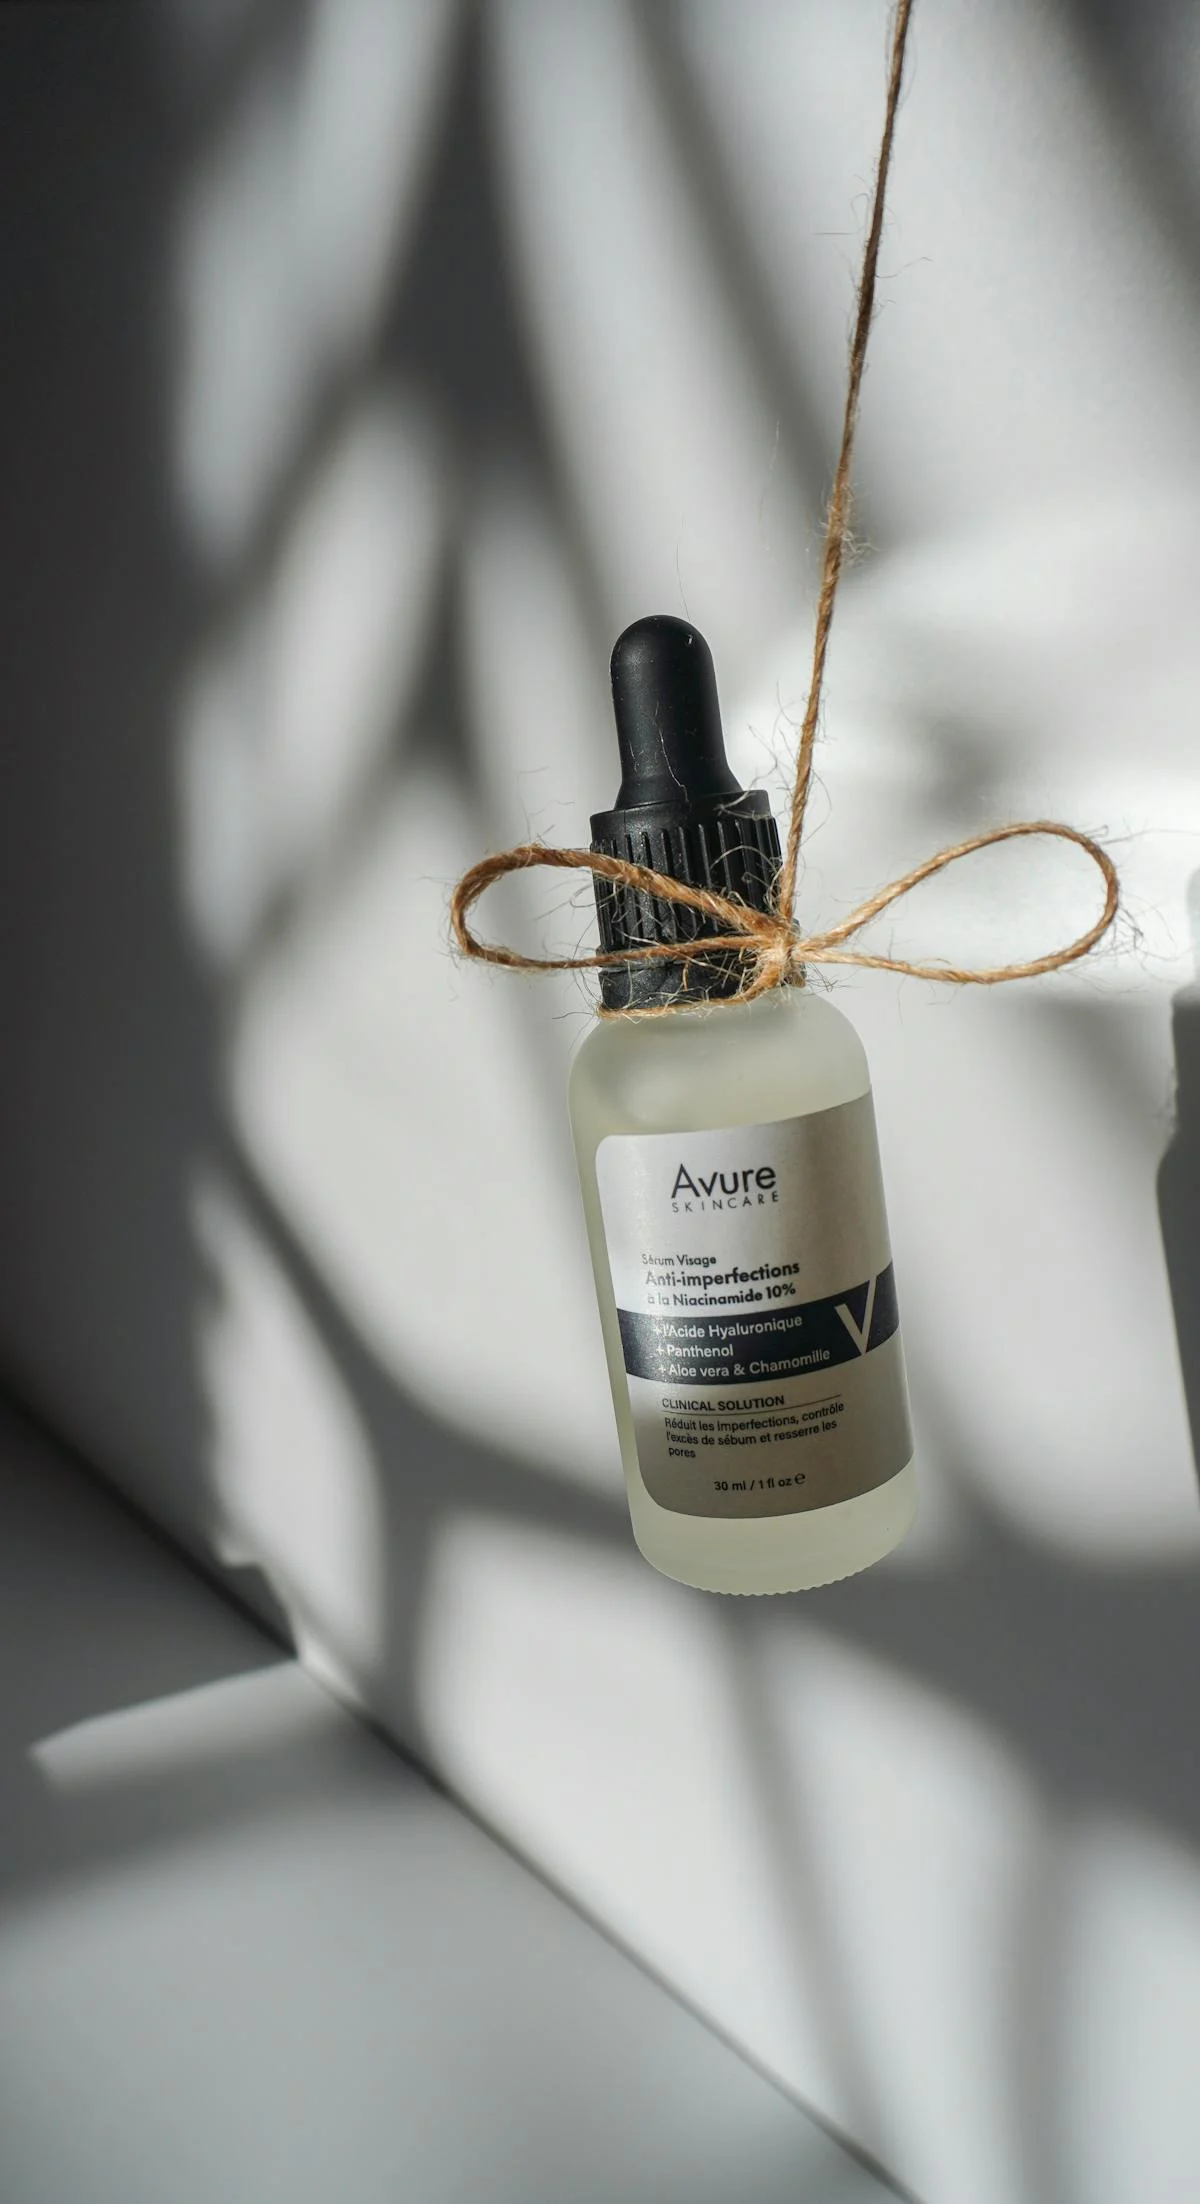 Avure
SKINCARE
Sérum Visage
Anti-imperfections
à la Niacinamide 10%
+l'Acide Hyaluronique
+Panthenol
+Aloe vera & Chamomille
V
CLINICAL SOLUTION
Réduit les imperfections, contrôle
l'excès de sébum et resserre les
pores
30 ml / 1 fl oz ℮